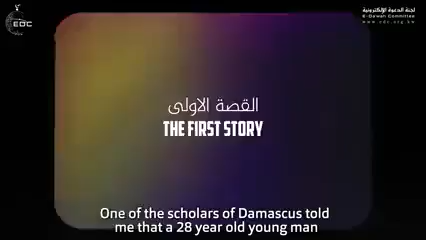 EDC
لجنة الدعوة الإلكترونية
E-Dawah Committee
www.edc.org.kw
القصة الاولى
THE FIRST STORY
One of the scholars of Damascus told
me that a 28 year old young man